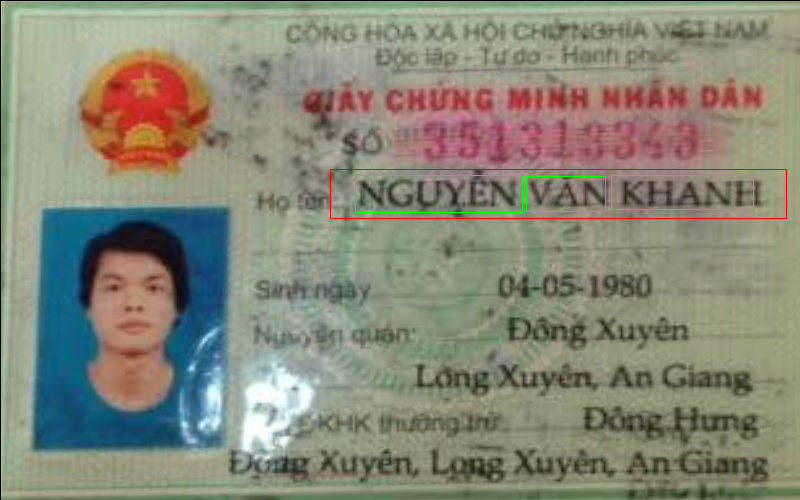 CỘNG HÒA XÃ HỘI CHỦ NGHĨA VIỆT NAM
Độc lập - Tự do - Hạnh phúc
GIẤY CHỨNG MINH NHÂN DÂN
SỐ 351313343
Họ tên NGUYỄN VĂN KHANH
Sinh ngày 04-05-1980
Nguyên quán: Đông Xuyên
Long Xuyên, An Giang
ĐKHK thường trú: Đông Hưng
Đông Xuyên, Long Xuyên, An Giang